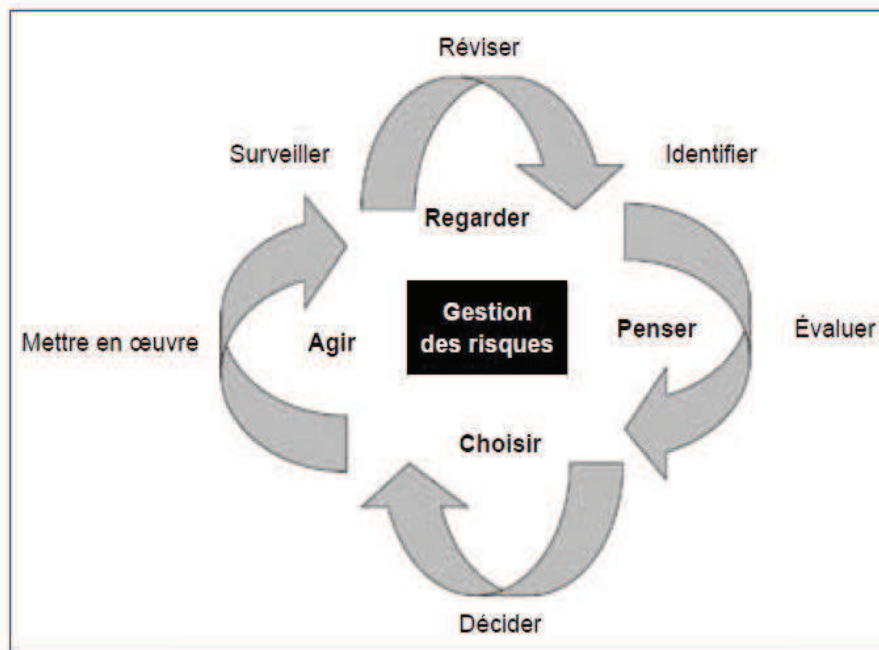 Réviser
Surveiller
Identifier
Regarder
Gestion
des risques
Mettre en œuvre
Agir
Penser
Évaluer
Choisir
Décider